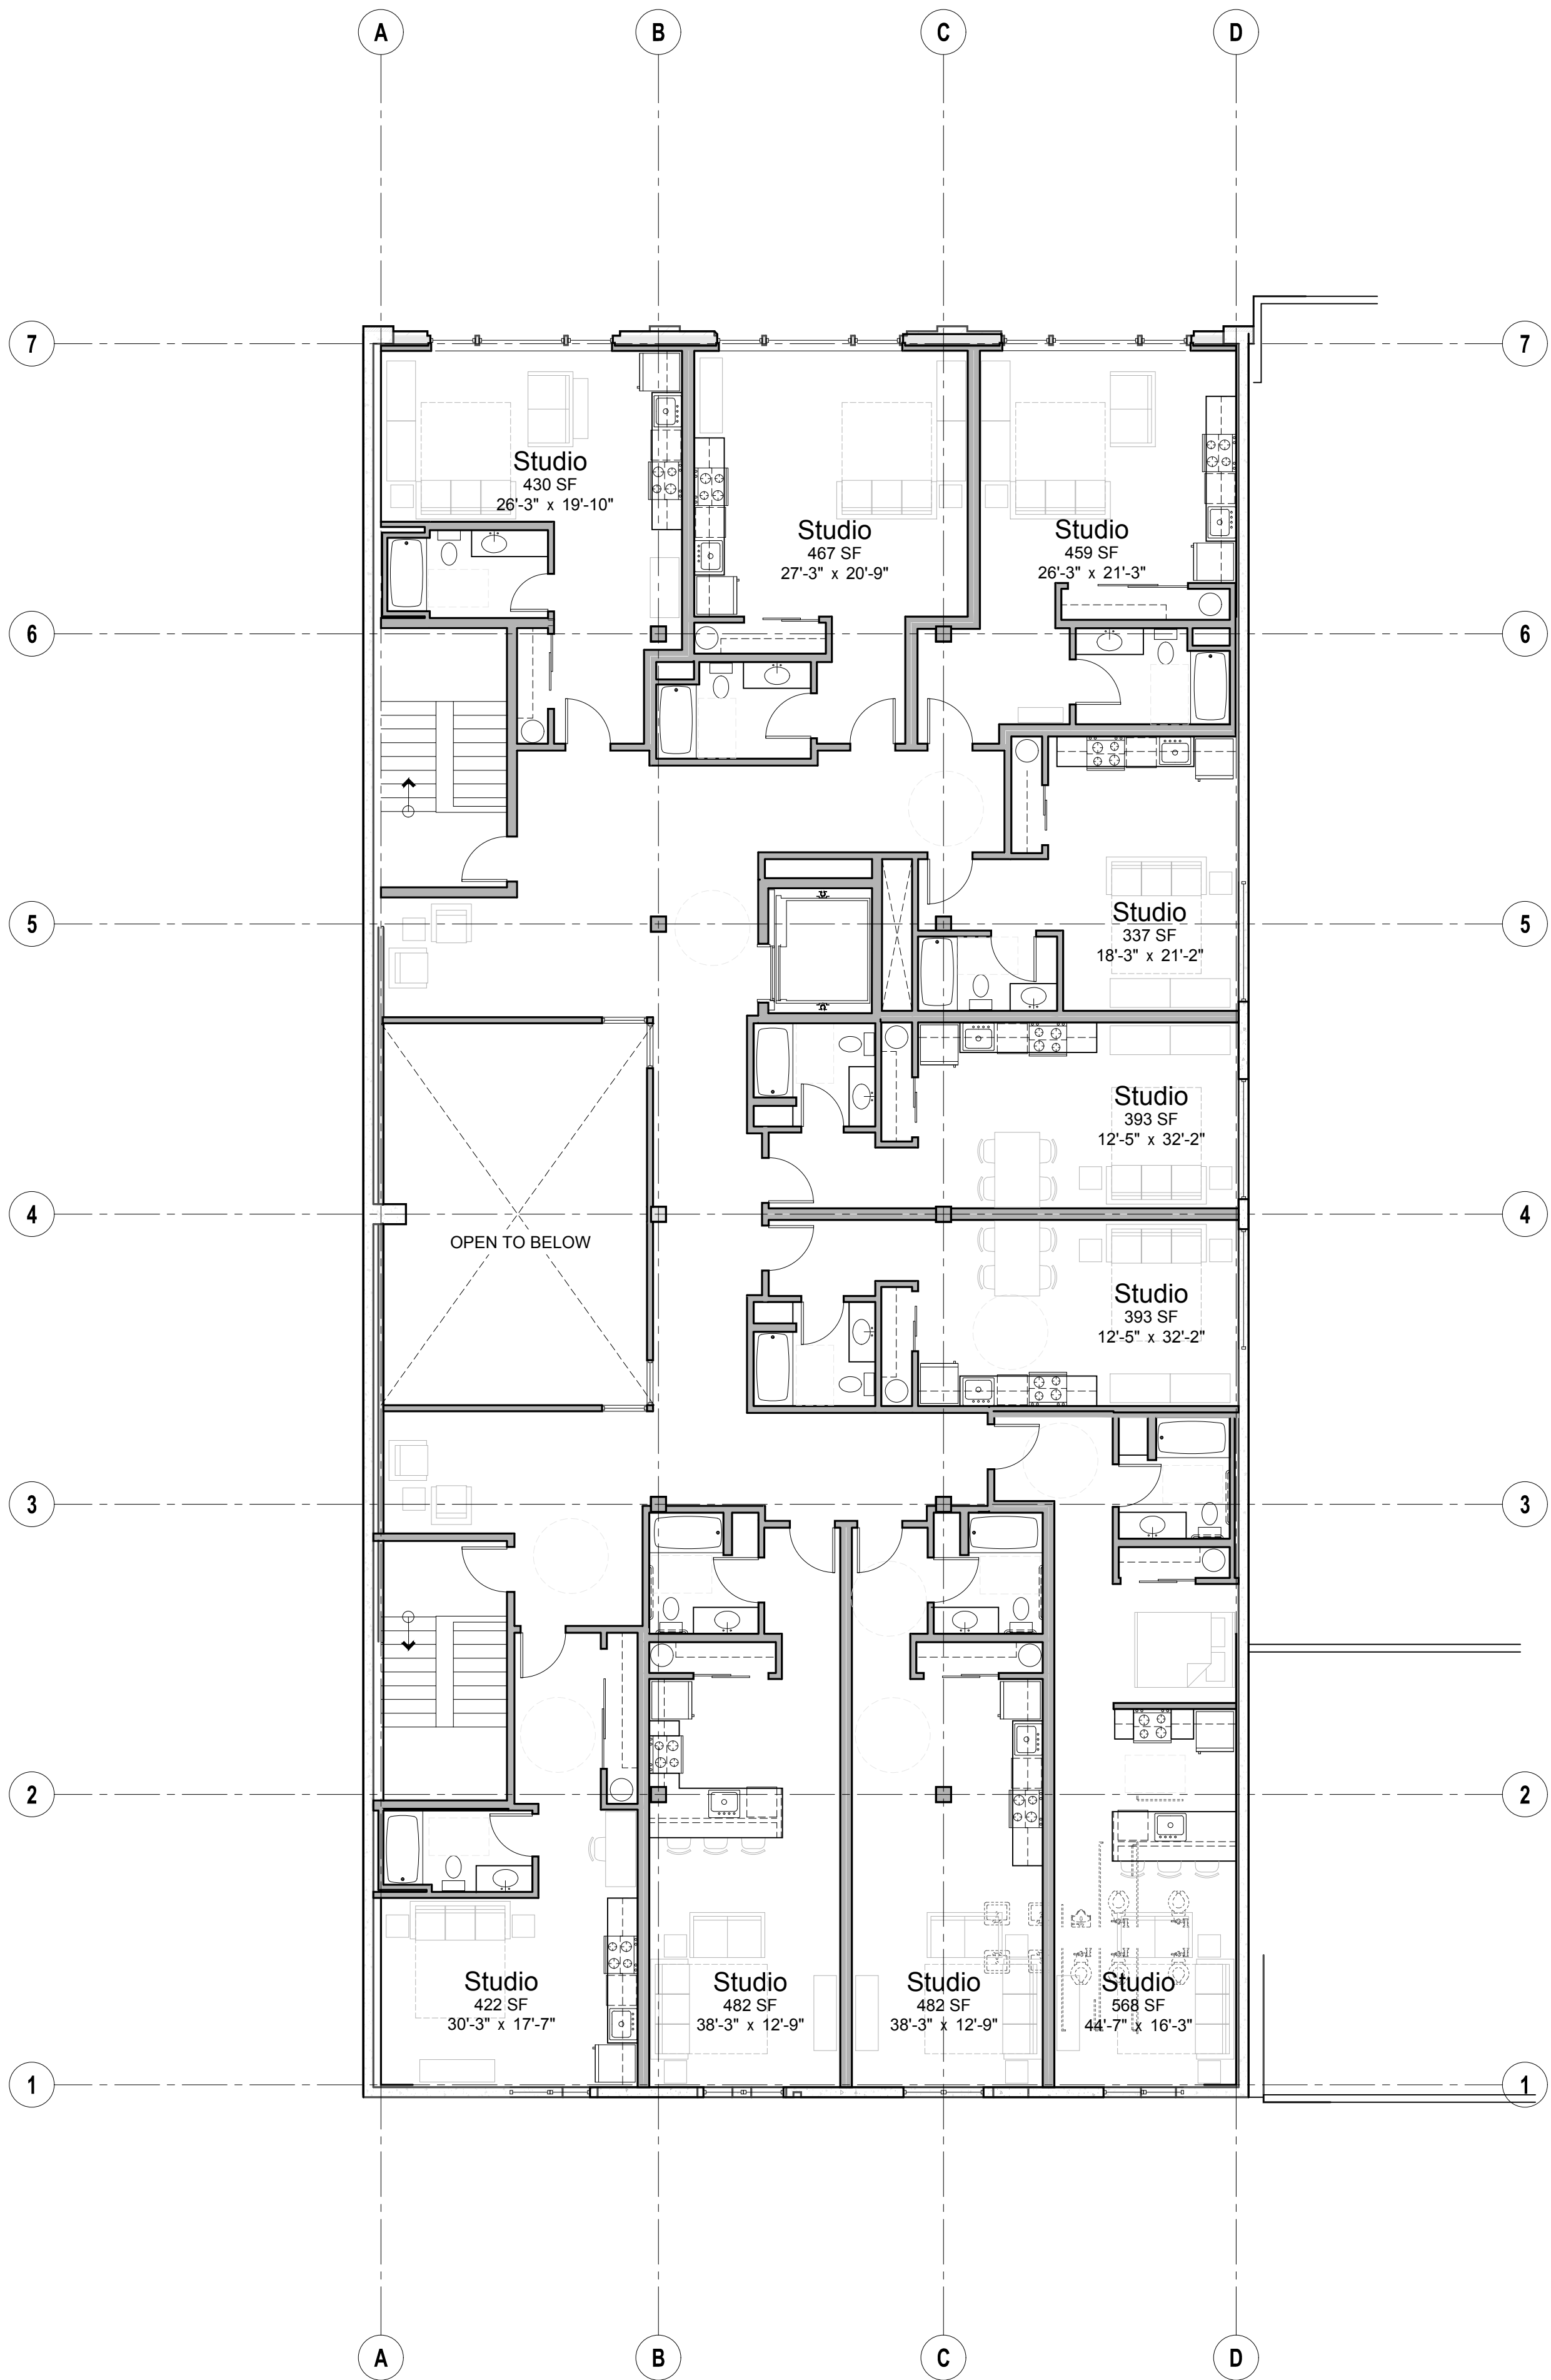 A
B
C
D
7
7
Studio
430 SF
26'-3" x 19'-10"
Studio
467 SF
27'-3" x 20'-9"
Studio
459 SF
26'-3" x 21'-3"
6
6
5
5
Studio
337 SF
18'-3" x 21'-2"
Studio
393 SF
12'-5" x 32'-2"
4
4
OPEN TO BELOW
Studio
393 SF
12'-5" x 32'-2"
3
3
2
2
Studio
422 SF
30'-3" x 17'-7"
Studio
482 SF
38'-3" x 12'-9"
Studio
482 SF
38'-3" x 12'-9"
Studio
568 SF
44'-7" x 16'-3"
1
1
A
B
C
D